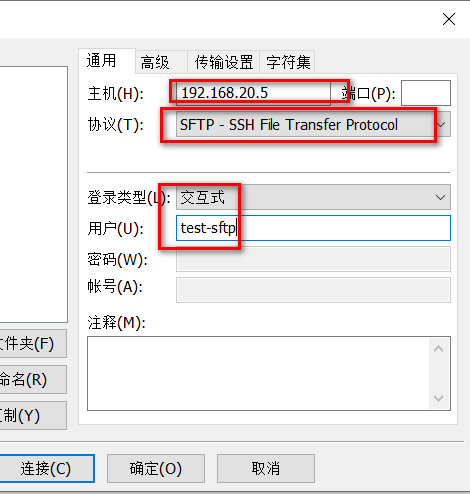 通用 高级 传输设置 字符集
主机(H): 192.168.20.5 端口(P):
协议(T): SFTP - SSH File Transfer Protocol
登录类型(L): 交互式
用户(U): test-sftp
密码(W):
帐号(A):
注释(M):
文件夹(F)
命名(R)
制(Y)
连接(C) 确定(O) 取消